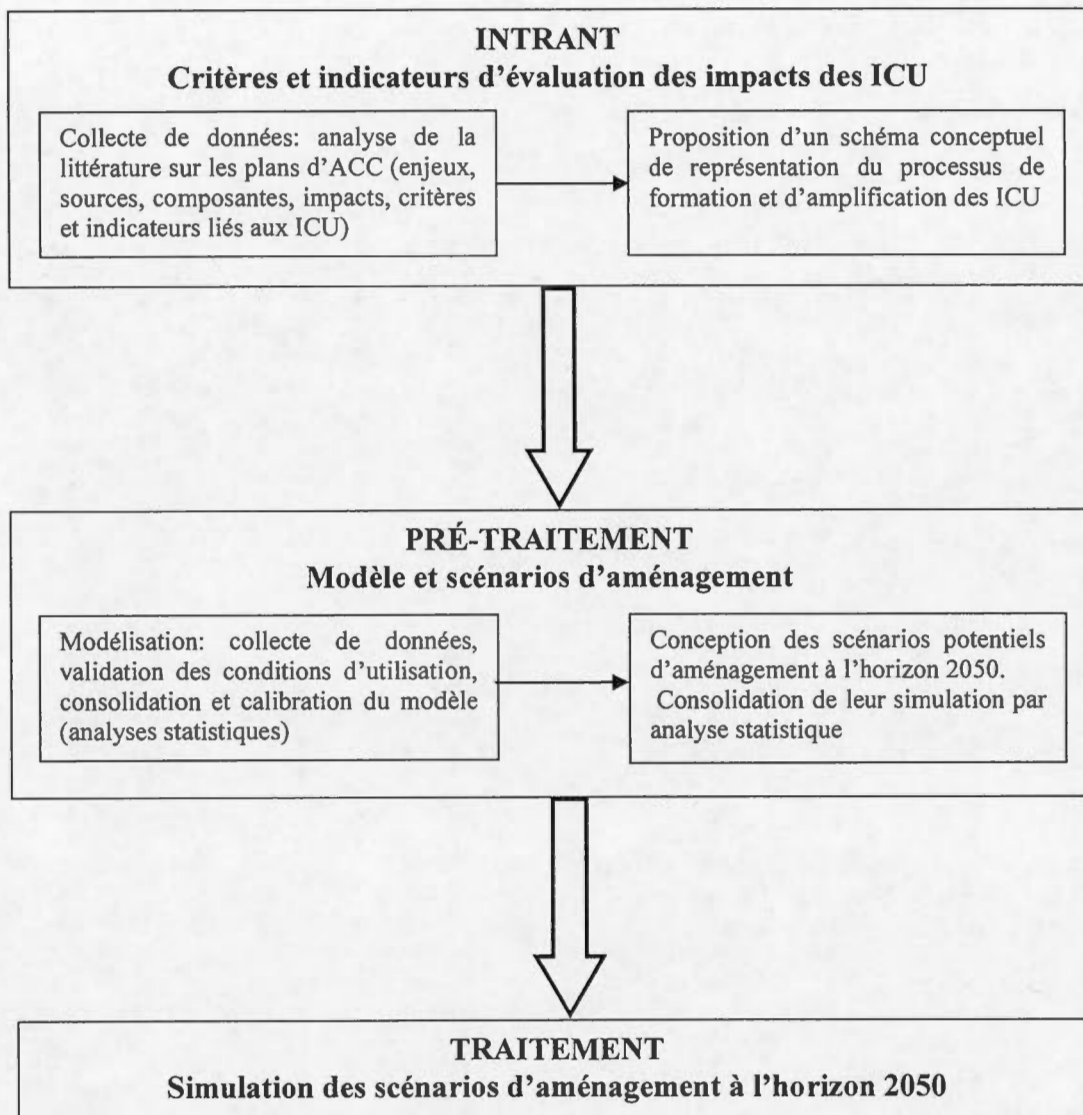 INTRANT
Critères et indicateurs d'évaluation des impacts des ICU
Collecte de données: analyse de la
littérature sur les plans d'ACC (enjeux,
sources, composantes, impacts, critères
et indicateurs liés aux ICU)
Proposition d'un schéma conceptuel
de représentation du processus de
formation et d'amplification des ICU
PRÉ-TRAITEMENT
Modèle et scénarios d'aménagement
Modélisation: collecte de données,
validation des conditions d'utilisation,
consolidation et calibration du modèle
(analyses statistiques)
Conception des scénarios potentiels
d'aménagement à l'horizon 2050.
Consolidation de leur simulation par
analyse statistique
TRAITEMENT
Simulation des scénarios d'aménagement à l'horizon 2050